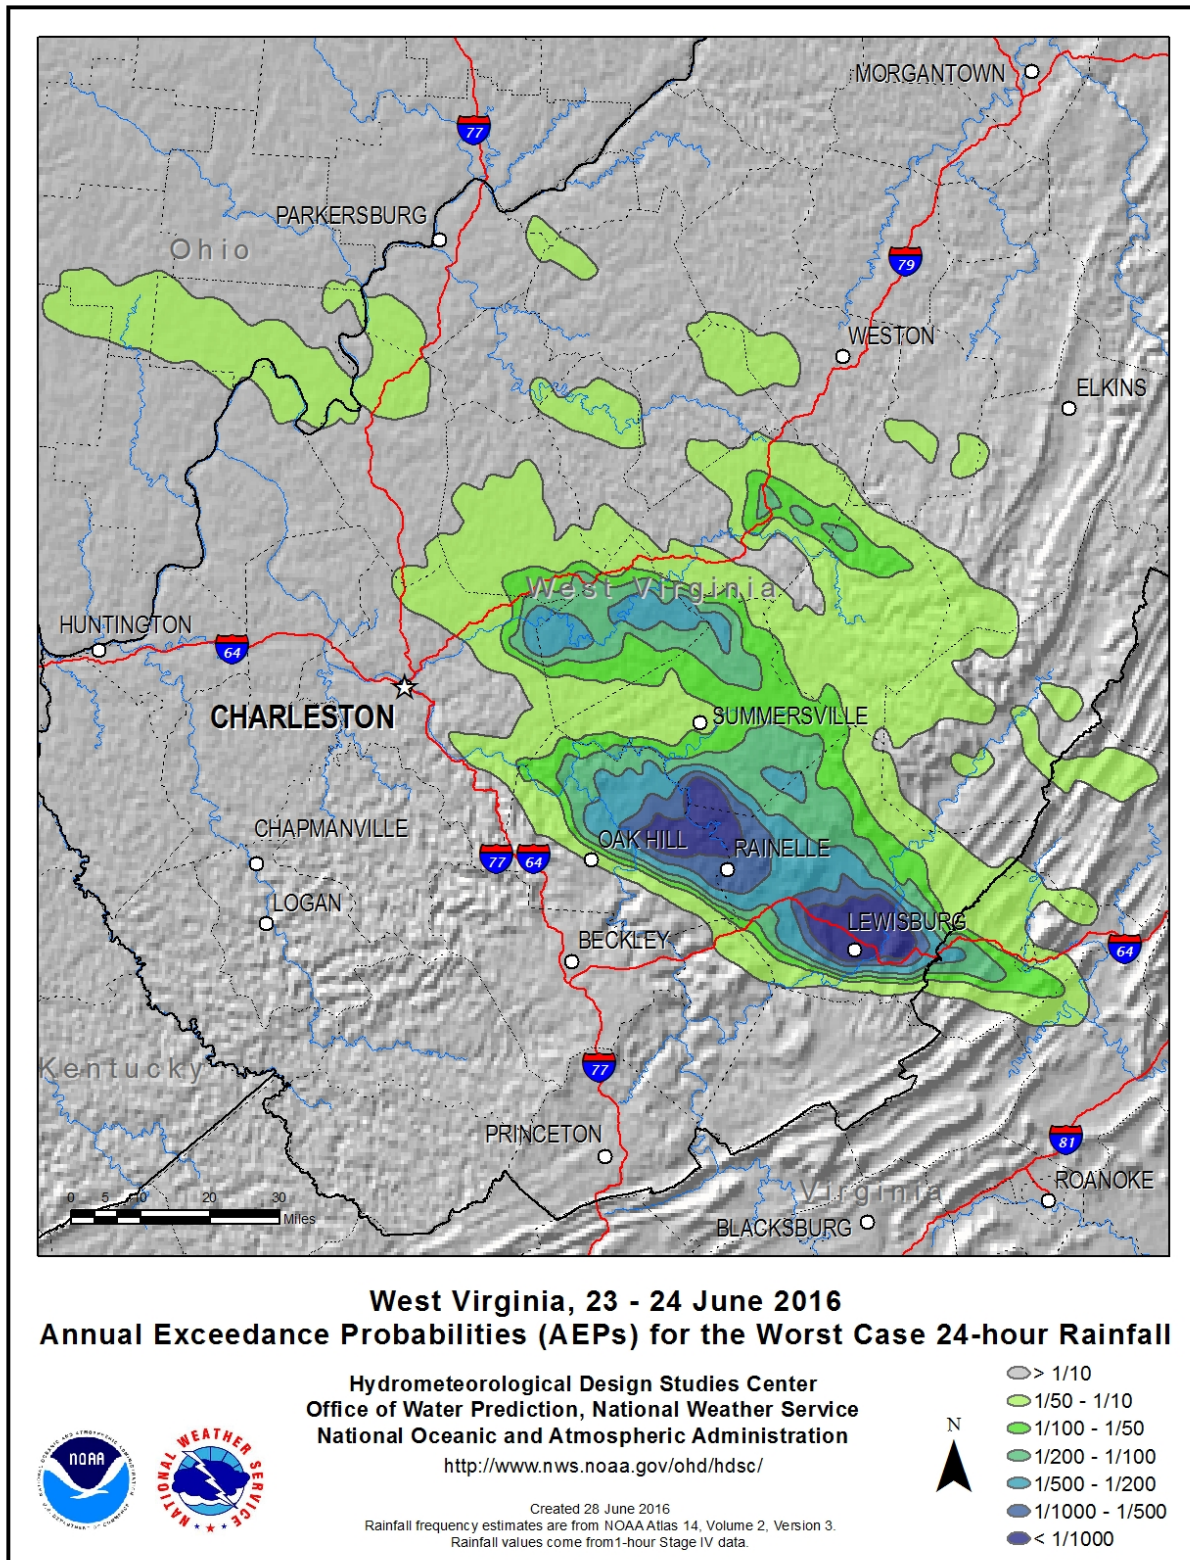 MORGANTOWN
77
PARKERSBURG
Ohio
79
WESTON
ELKINS
West Virginia
HUNTINGTON
64
CHARLESTON
SUMMERSVILLE
CHAPMANVILLE
77
64
OAK HILL
RAINELLE
LOGAN
LEWISBURG
BECKLEY
64
Kentucky
77
PRINCETON
81
ROANOKE
Virginia
BLACKSBURG
0 5 10 20 30
Miles
West Virginia, 23 - 24 June 2016
Annual Exceedance Probabilities (AEPs) for the Worst Case 24-hour Rainfall
Hydrometeorological Design Studies Center
Office of Water Prediction, National Weather Service
National Oceanic and Atmospheric Administration
http://www.nws.noaa.gov/ohd/hdsc/
Created 28 June 2016
Rainfall frequency estimates are from NOAA Atlas 14, Volume 2, Version 3.
Rainfall values come from1-hour Stage IV data.
NOAA
NATIONAL WEATHER SERVICE
N
> 1/10
1/50 - 1/10
1/100 - 1/50
1/200 - 1/100
1/500 - 1/200
1/1000 - 1/500
< 1/1000